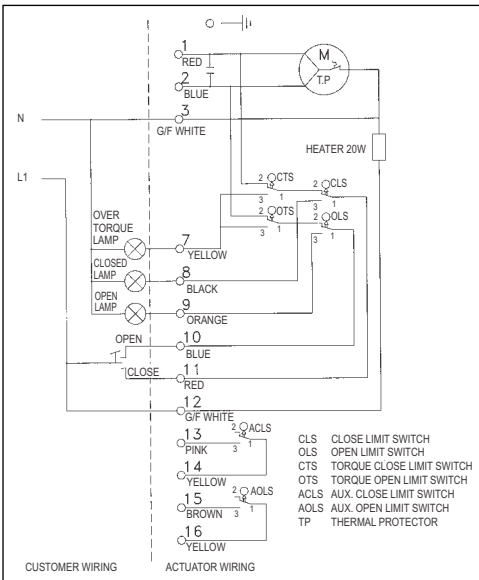 1
RED
M
T.P
2
BLUE
3
N
G/F WHITE
HEATER 20W
L1
2 CTS
2 CLS
3 1
3 1
2 OTS
2 OLS
3 1
3 1
OVER
TORQUE
LAMP
7
YELLOW
CLOSED
LAMP
8
BLACK
OPEN
LAMP
9
ORANGE
OPEN
10
BLUE
CLOSE
11
RED
12
G/F WHITE
13
PINK
2 ACLS
3 1
14
YELLOW
15
BROWN
2 AOLS
3 1
16
YELLOW
CLS CLOSE LIMIT SWITCH
OLS OPEN LIMIT SWITCH
CTS TORQUE CLOSE LIMIT SWITCH
OTS TORQUE OPEN LIMIT SWITCH
ACLS AUX. CLOSE LIMIT SWITCH
AOLS AUX. OPEN LIMIT SWITCH
TP THERMAL PROTECTOR
CUSTOMER WIRING
ACTUATOR WIRING